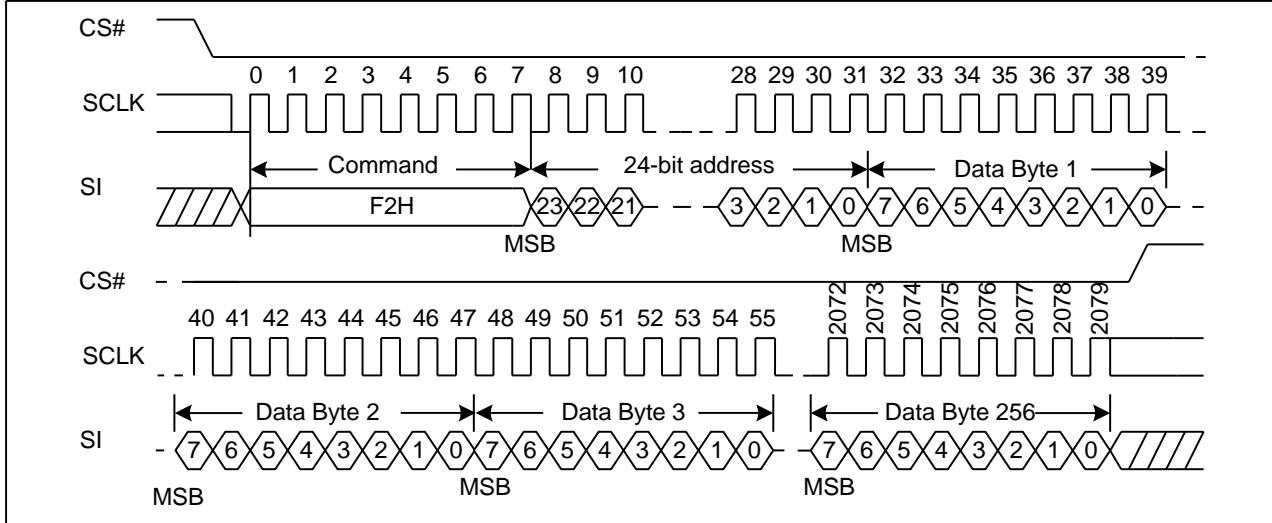 CS#
0 1 2 3 4 5 6 7 8 9 10 28 29 30 31 32 33 34 35 36 37 38 39
SCLK
Command 24-bit address Data Byte 1
SI
F2H 23 22 21 3 2 1 0 7 6 5 4 3 2 1 0
MSB MSB
CS#
40 41 42 43 44 45 46 47 48 49 50 51 52 53 54 55 2072 2073 2074 2075 2076 2077 2078 2079
SCLK
Data Byte 2 Data Byte 3 Data Byte 256
SI
7 6 5 4 3 2 1 0 7 6 5 4 3 2 1 0 7 6 5 4 3 2 1 0
MSB MSB MSB